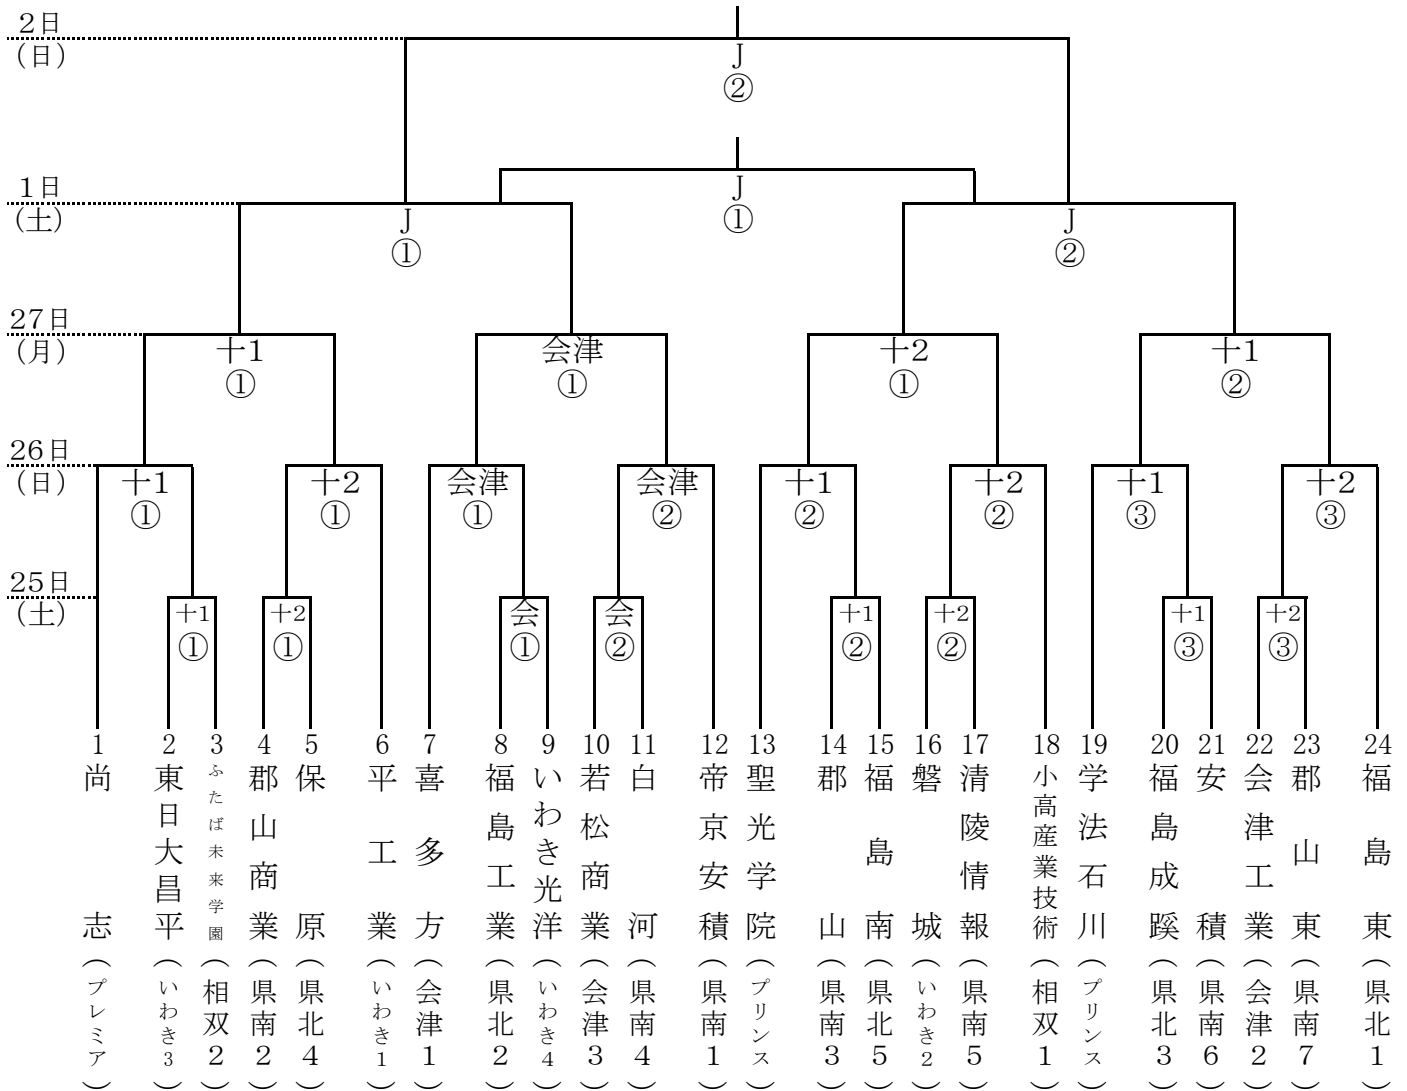 2日
(日)
J
②
1日
(土)
J
①
J
①
J
②
27日
(月)
十1
①
会津
①
十2
①
十1
②
26日
(日)
十1
①
十2
①
会津
①
会津
②
十1
②
十2
②
十1
③
十2
③
25日
(土)
十1
①
十2
①
会
①
会
②
十1
②
十2
②
十1
③
十2
③
1 尚志(プレミア)
2 東日大昌平(いわき3)
3 ふたば未来学園(相双2)
4 郡山商業(県南2)
5 保原(県北4)
6 平工業(いわき1)
7 喜多方(会津1)
8 福島工業(県北2)
9 いわき光洋(いわき4)
10 若松商業(会津3)
11 白河(県南4)
12 帝京安積(県南1)
13 聖光学院(プリンス)
14 郡山(県南3)
15 福島南(県北5)
16 磐城(いわき2)
17 清陵情報(県南5)
18 小高産業技術(相双1)
19 学法石川(プリンス)
20 福島成蹊(県北3)
21 安積(県南6)
22 会津工業(会津2)
23 郡山東(県南7)
24 福島東(県北1)